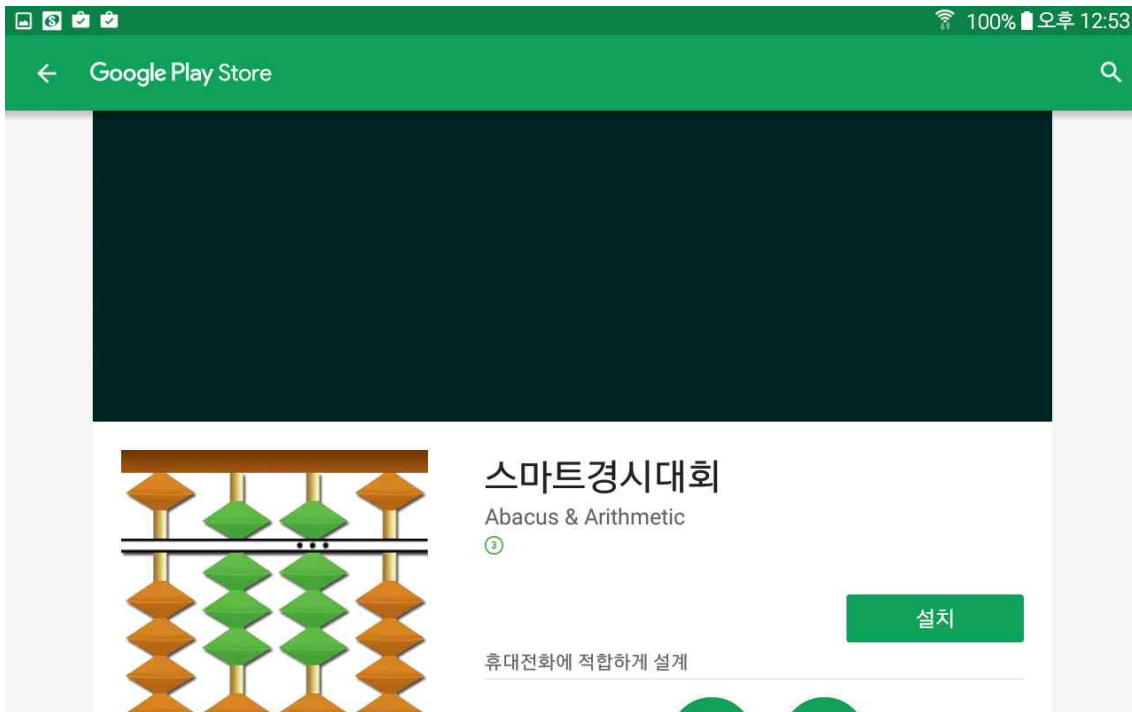 100% 오후 12:53
Google Play Store
스마트경시대회
Abacus & Arithmetic
3
설치
휴대전화에 적합하게 설계